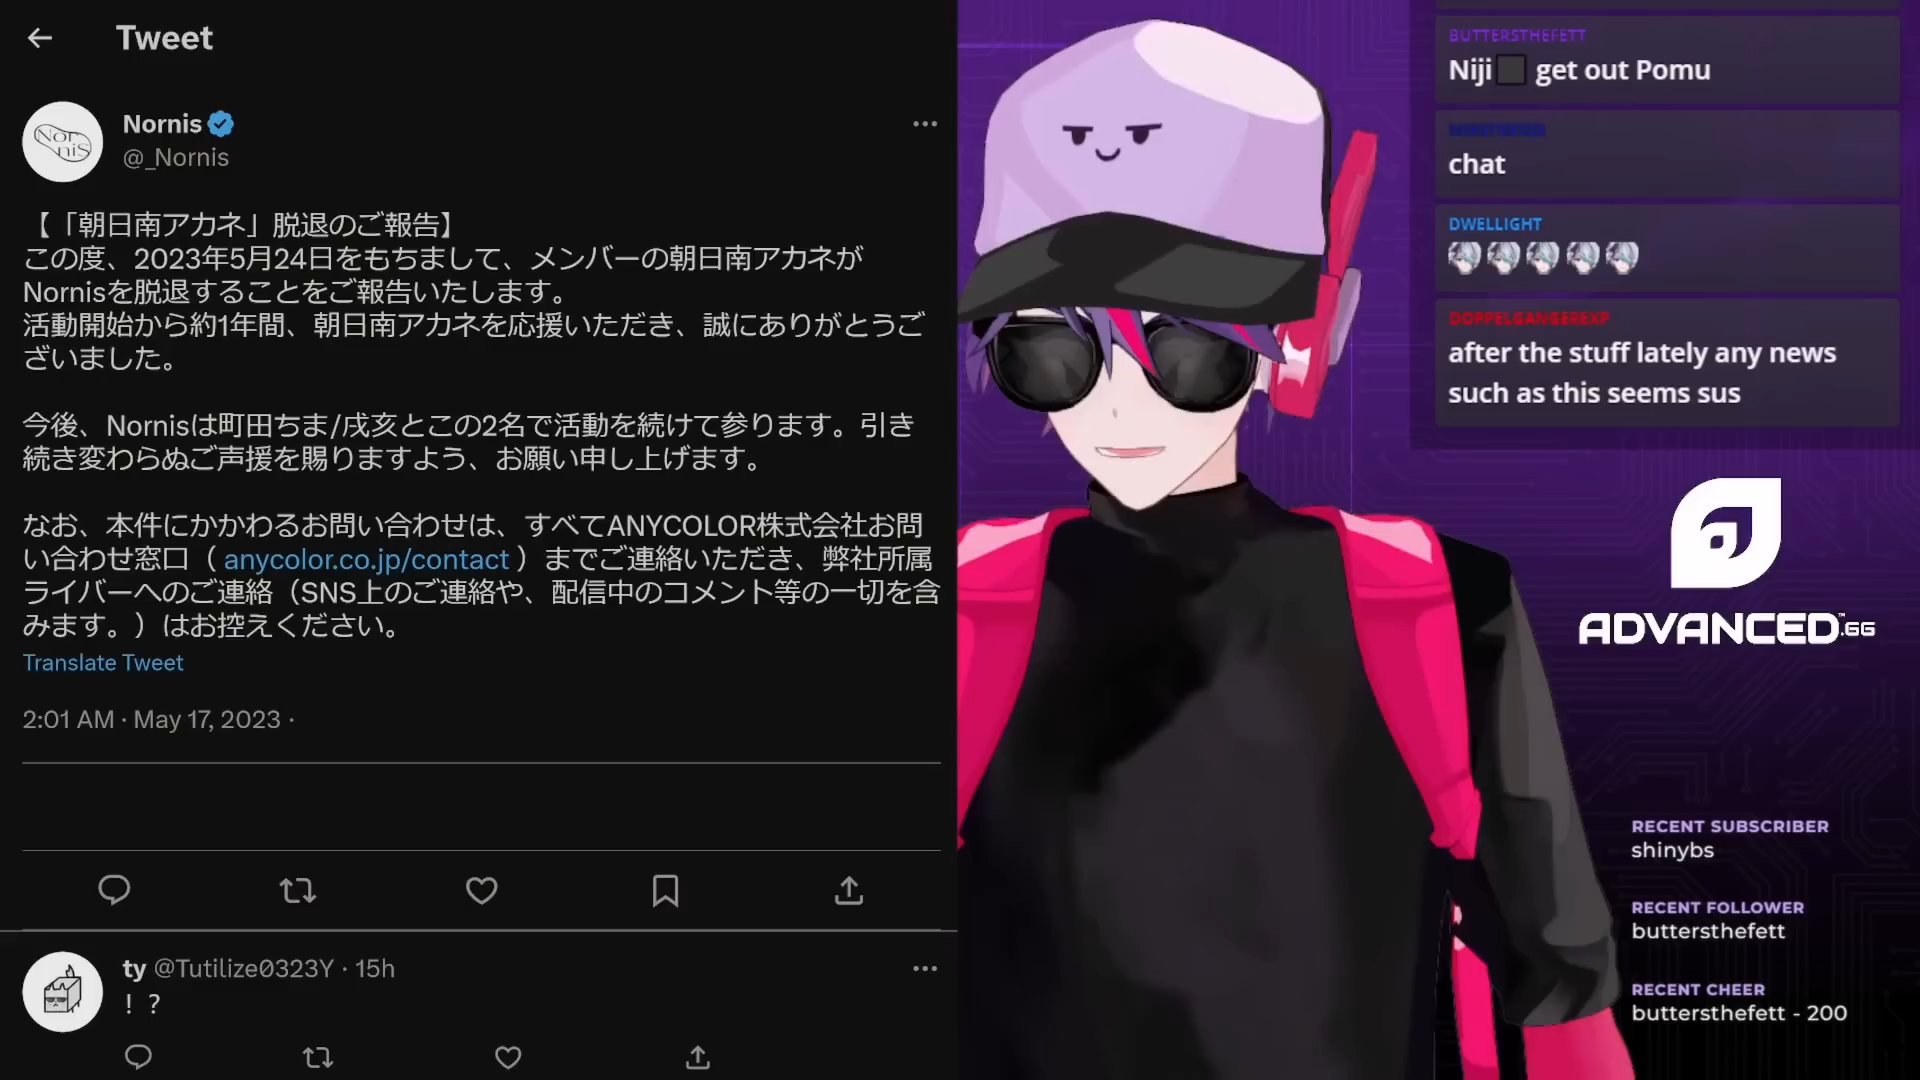 Tweet
Nornis
@_Nornis
【「朝日南アカネ」脱退のご報告】
この度、2023年5月24日をもちまして、メンバーの朝日南アカネが
Nornisを脱退することをご報告いたします。
活動開始から約1年間、朝日南アカネを応援いただき、誠にありがとうご
ざいました。
今後、Nornisは町田ちま/戌亥とこの2名で活動を続けて参ります。引き
続き変わらぬご声援を賜りますよう、お願い申し上げます。
なお、本件にかかわるお問い合わせは、すべてANYCOLOR株式会社お問
い合わせ窓口（ anycolor.co.jp/contact ）までご連絡いただき、弊社所属
ライバーへのご連絡（SNS上のご連絡や、配信中のコメント等の一切を含
みます。）はお控えください。
Translate Tweet
2:01 AM · May 17, 2023 ·
ty @Tutilize0323Y · 15h
！？
BUTTERSTHEFETT
Niji get out Pomu
chat
DWELLIGHT
DOPPELGANGEREXP
after the stuff lately any news
such as this seems sus
ADVANCED.GG
RECENT SUBSCRIBER
shinybs
RECENT FOLLOWER
buttersthefett
RECENT CHEER
buttersthefett - 200